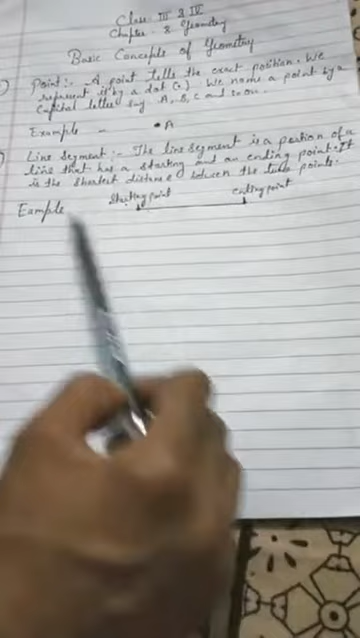 Class III & IV
Chapter - 8 Geometry
Basic Concepts of Geometry
Point :- A point tells the exact position. We
represent it by a dot (.). We name a point by a
capital letter say A, B, C and so on.
Example - • A
Line Segment :- The line segment is a portion of a
line that has a starting and an ending point. It
is the shortest distance between the two points.
Example Starting point ending point